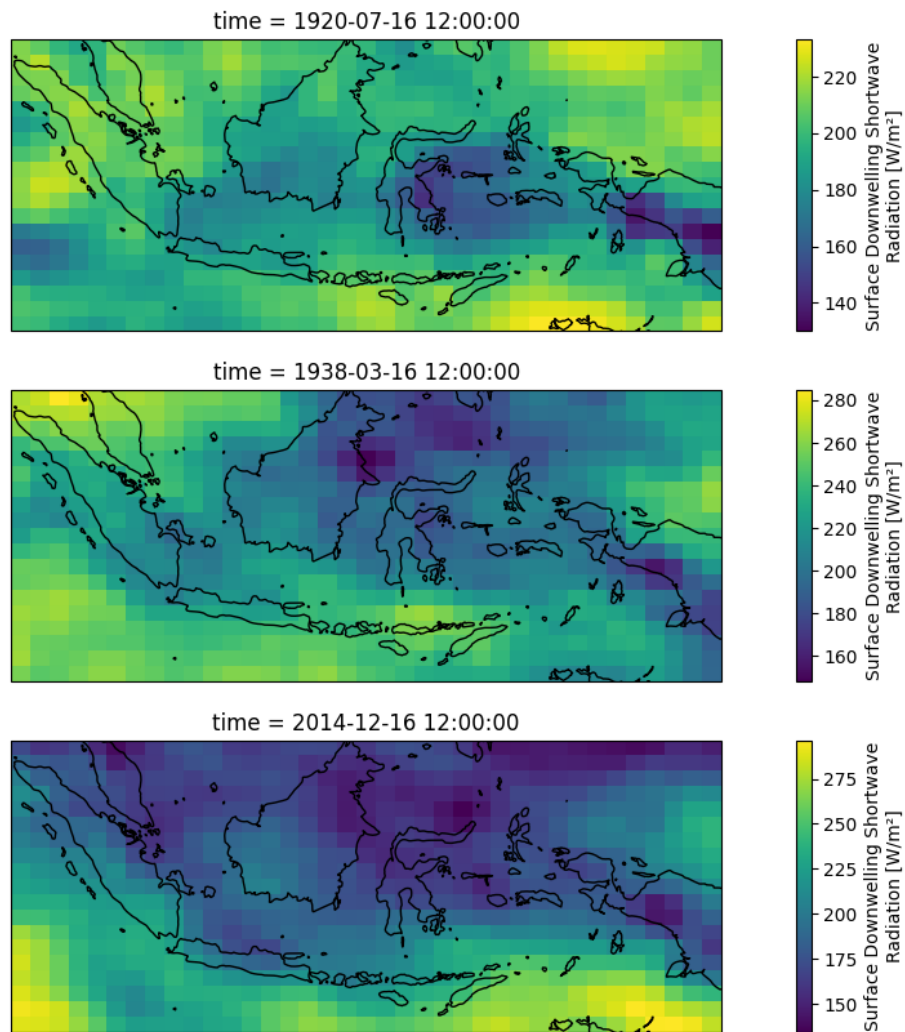 time = 1920-07-16 12:00:00
220
200
180
160
140
Surface Downwelling Shortwave
Radiation [W/m²]
time = 1938-03-16 12:00:00
280
260
240
220
200
180
160
Surface Downwelling Shortwave
Radiation [W/m²]
time = 2014-12-16 12:00:00
275
250
225
200
175
150
Surface Downwelling Shortwave
Radiation [W/m²]